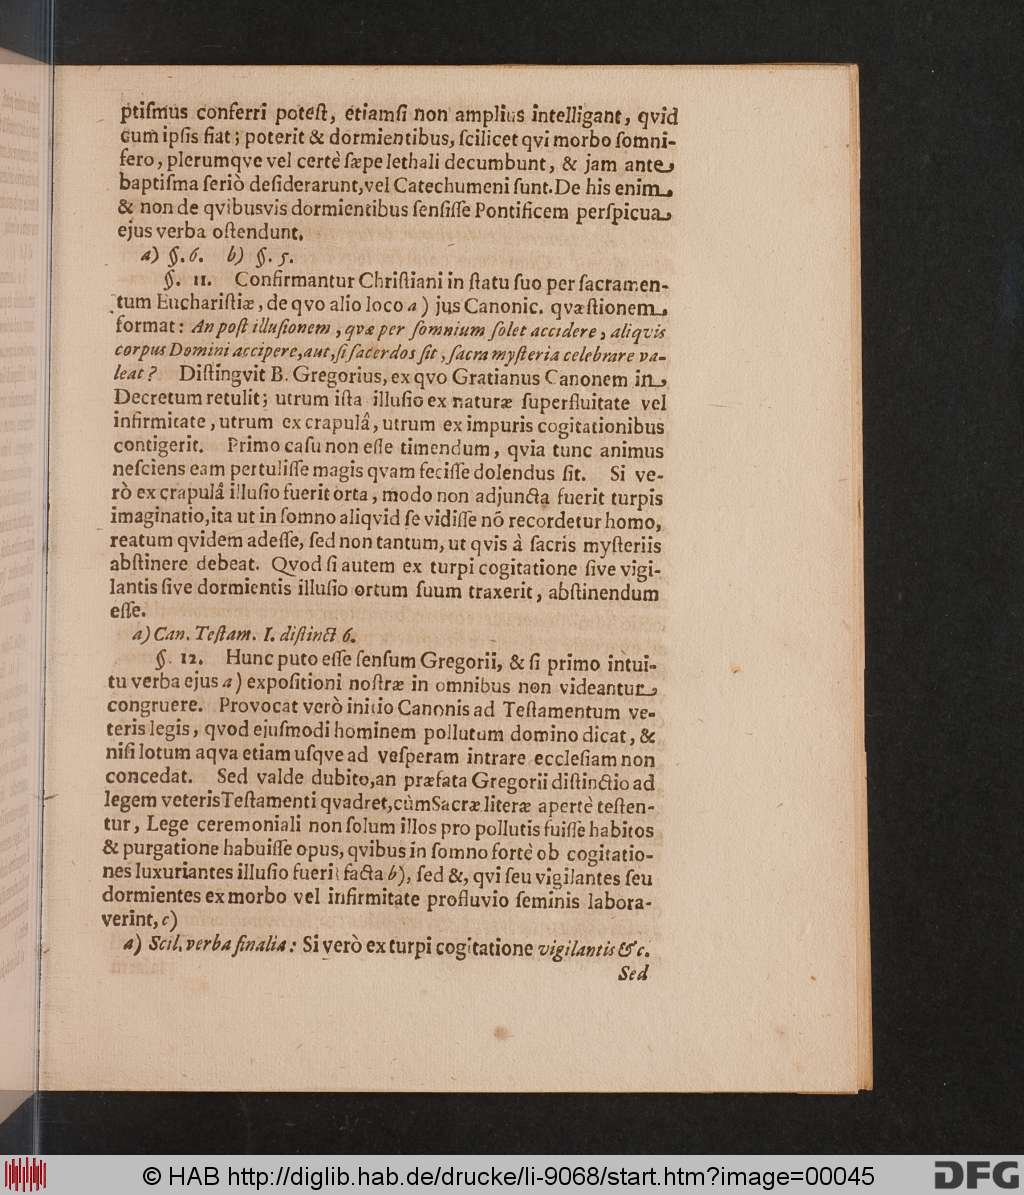 ptiſmus conferri poteſt, etiamſi non amplius intelligant, qvid
cum ipſis fiat; poterit & dormientibus, ſcilicet qvi morbo ſomni-
fero, plerumqve vel certè ſæpe lethali decumbunt, & jam ante
baptiſma ſeriò deſiderarunt, vel Catechumeni ſunt. De his enim
& non de qvibusvis dormientibus ſenſiſſe Pontificem perſpicua
ejus verba oſtendunt.
a) §. 6. b) §. 5.
§. 11. Confirmantur Chriſtiani in ſtatu ſuo per ſacramen-
tum Euchariſtiæ, de qvo alio loco a) jus Canonic. qvæſtionem
format: An poſt illuſionem, qvæ per ſomnium ſolet accidere, aliqvis
corpus Domini accipere, aut, ſi ſacerdos ſit, ſacra myſteria celebrare va-
leat? Diſtingvit B. Gregorius, ex qvo Gratianus Canonem in
Decretum retulit; utrum iſta illuſio ex naturæ ſuperfluitate vel
infirmitate, utrum ex crapulâ, utrum ex impuris cogitationibus
contigerit. Primo caſu non eſſe timendum, qvia tunc animus
neſciens eam pertuliſſe magis qvam feciſſe dolendus ſit. Si ve-
rò ex crapulâ illuſio fuerit orta, modo non adjuncta fuerit turpis
imaginatio, ita ut in ſomno aliqvid ſe vidiſſe nõ recordetur homo,
reatum qvidem adeſſe, ſed non tantum, ut qvis à ſacris myſteriis
abſtinere debeat. Qvod ſi autem ex turpi cogitatione ſive vigi-
lantis ſive dormientis illuſio ortum ſuum traxerit, abſtinendum
eſſe.
a) Can. Teſtam. I. diſtinct 6.
§. 12. Hunc puto eſſe ſenſum Gregorii, & ſi primo intui-
tu verba ejus a) expoſitioni noſtræ in omnibus non videantur
congruere. Provocat verò initio Canonis ad Teſtamentum ve-
teris legis, qvod ejuſmodi hominem pollutum domino dicat, &
niſi lotum aqva etiam uſqve ad veſperam intrare eccleſiam non
concedat. Sed valde dubito, an præfata Gregorii diſtinctio ad
legem veteris Teſtamenti qvadret, cùm Sacræ literæ apertè teſten-
tur, Lege ceremoniali non ſolum illos pro pollutis fuiſſe habitos
& purgatione habuiſſe opus, qvibus in ſomno fortè ob cogitatio-
nes luxuriantes illuſio fuerit facta b), ſed &, qvi ſeu vigilantes ſeu
dormientes ex morbo vel infirmitate profluvio ſeminis labora-
verint, c)
a) Scil. verba finalia: Si verò ex turpi cogitatione vigilantis &c.
Sed
© HAB http://diglib.hab.de/drucke/li-9068/start.htm?image=00045
DFG